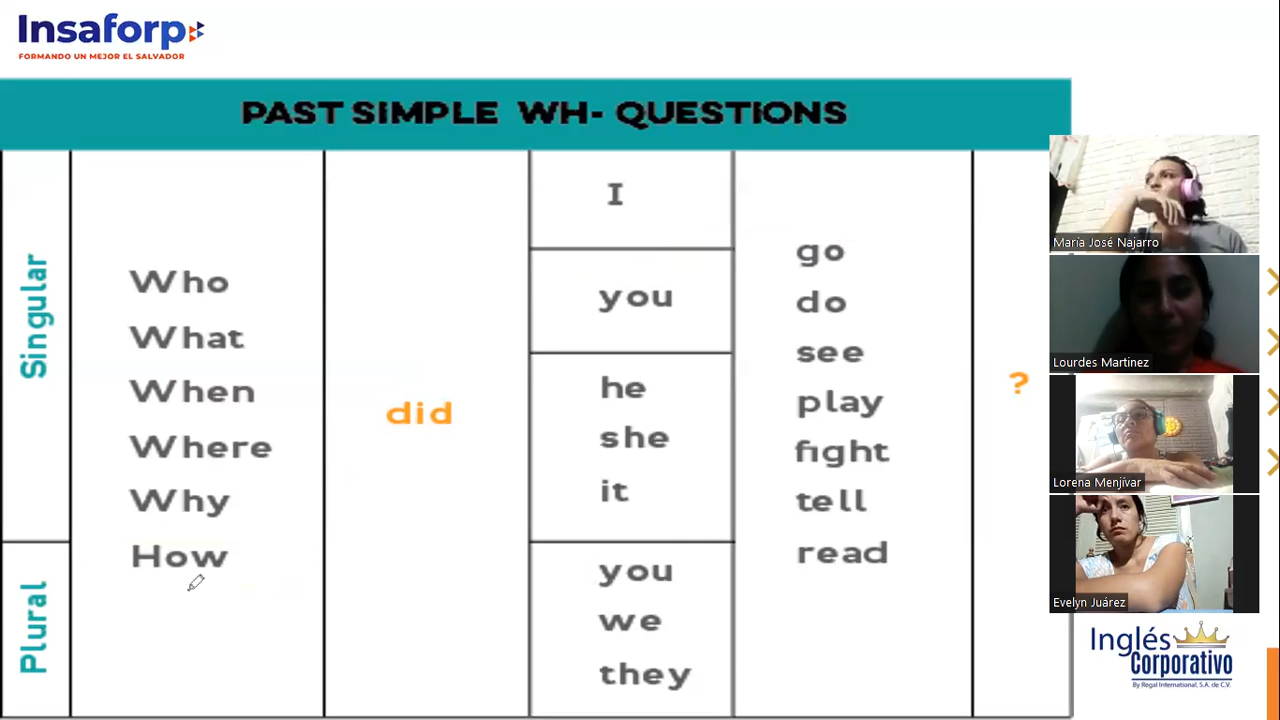 Insaforp
FORMANDO UN MEJOR EL SALVADOR
PAST SIMPLE WH- QUESTIONS
Singular
Plural
Who
What
When
Where
Why
How
did
I
you
he
she
it
you
we
they
go
do
see
play
fight
tell
read
?
María José Najarro
Lourdes Martinez
Lorena Menjívar
Evelyn Juárez
Inglés
Corporativo
By Regal International, S.A. de C.V.